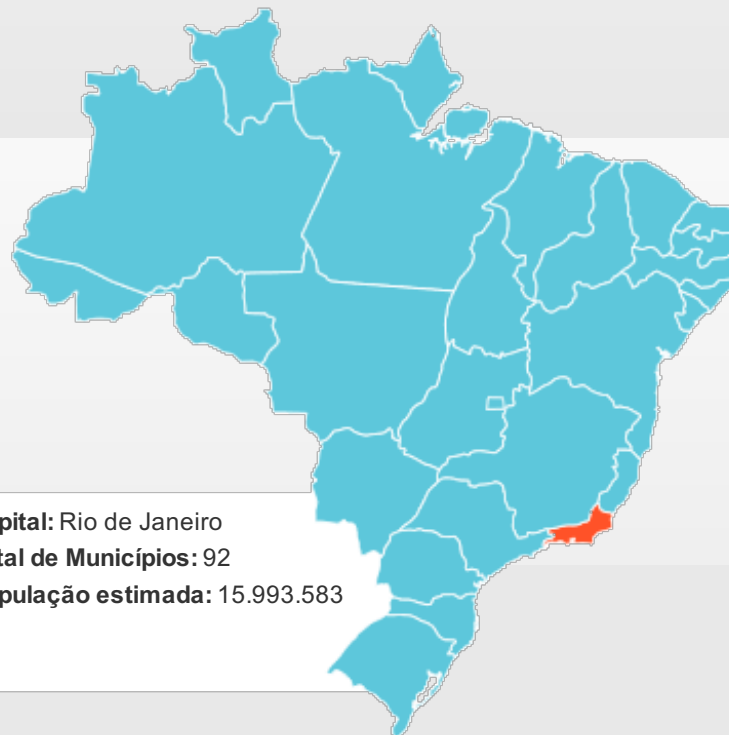 pital: Rio de Janeiro
tal de Municípios: 92
pulação estimada: 15.993.583